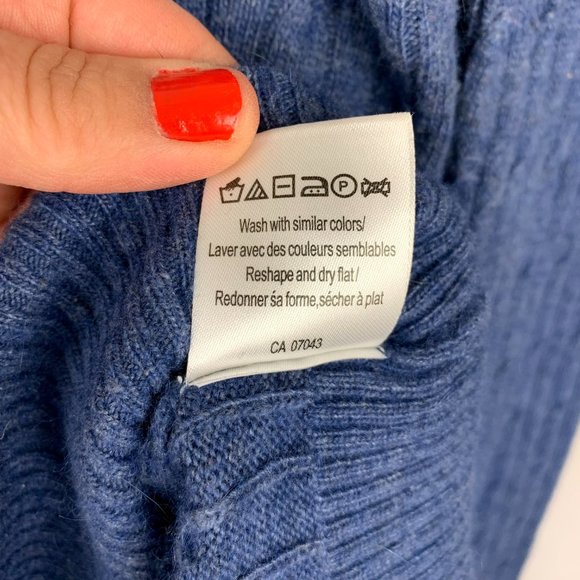 P
Wash with similar colors/
Laver avec des couleurs semblables
Reshape and dry flat/
Redonner śa forme,sécher à plat
CA 07043